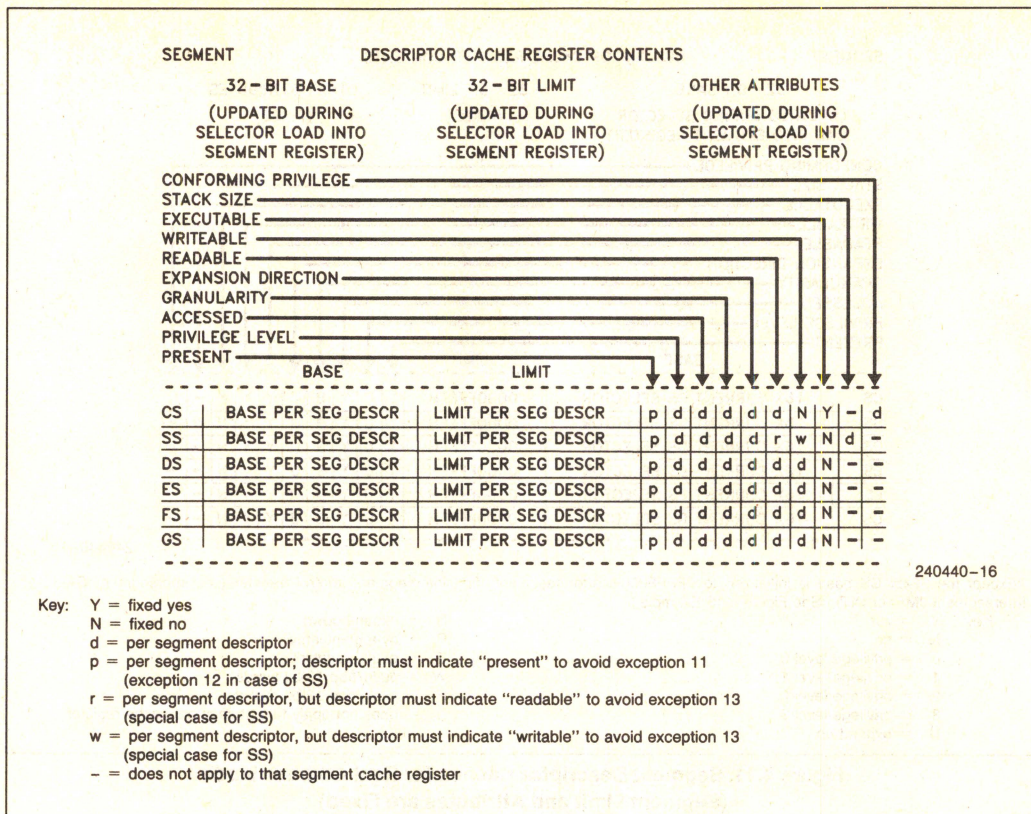 SEGMENT DESCRIPTOR CACHE REGISTER CONTENTS
32 – BIT BASE 32 – BIT LIMIT OTHER ATTRIBUTES
(UPDATED DURING (UPDATED DURING (UPDATED DURING
SELECTOR LOAD INTO SELECTOR LOAD INTO SELECTOR LOAD INTO
SEGMENT REGISTER) SEGMENT REGISTER) SEGMENT REGISTER)
CONFORMING PRIVILEGE
STACK SIZE
EXECUTABLE
WRITEABLE
READABLE
EXPANSION DIRECTION
GRANULARITY
ACCESSED
PRIVILEGE LEVEL
PRESENT
BASE LIMIT
CS BASE PER SEG DESCR LIMIT PER SEG DESCR p d d d d d N Y – d
SS BASE PER SEG DESCR LIMIT PER SEG DESCR p d d d d r w N d –
DS BASE PER SEG DESCR LIMIT PER SEG DESCR p d d d d d d N – –
ES BASE PER SEG DESCR LIMIT PER SEG DESCR p d d d d d d N – –
FS BASE PER SEG DESCR LIMIT PER SEG DESCR p d d d d d d N – –
GS BASE PER SEG DESCR LIMIT PER SEG DESCR p d d d d d d N – –
240440–16
Key: Y = fixed yes
N = fixed no
d = per segment descriptor
p = per segment descriptor; descriptor must indicate "present" to avoid exception 11
(exception 12 in case of SS)
r = per segment descriptor, but descriptor must indicate "readable" to avoid exception 13
(special case for SS)
w = per segment descriptor, but descriptor must indicate "writable" to avoid exception 13
(special case for SS)
– = does not apply to that segment cache register